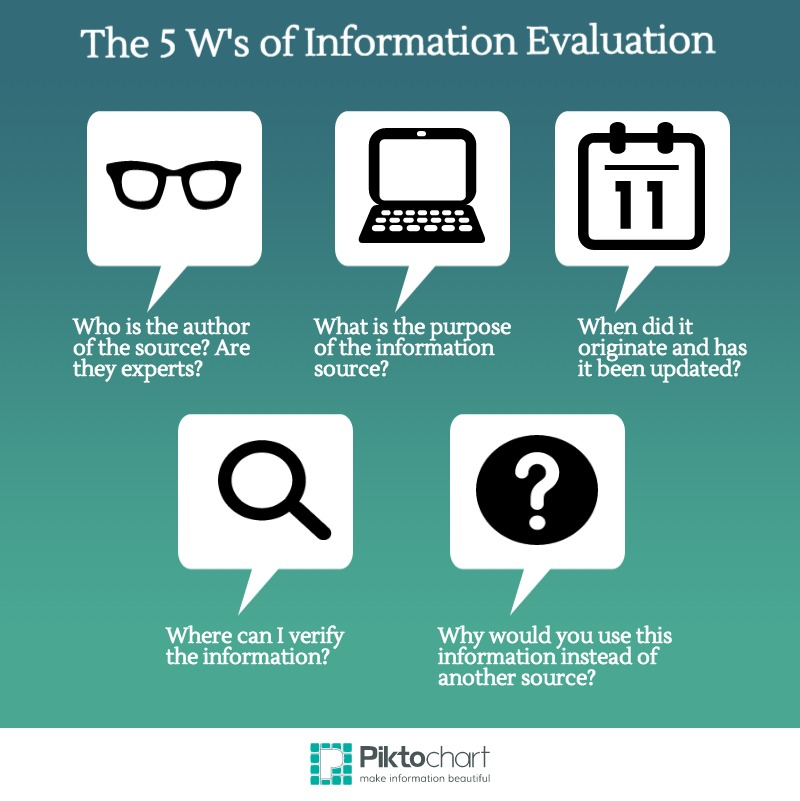 The 5 W's of Information Evaluation
11
Who is the author
of the source? Are
they experts?
What is the purpose
of the information
source?
When did it
originate and has
it been updated?
?
Where can I verify
the information?
Why would you use this
information instead of
another source?
Piktochart
make information beautiful